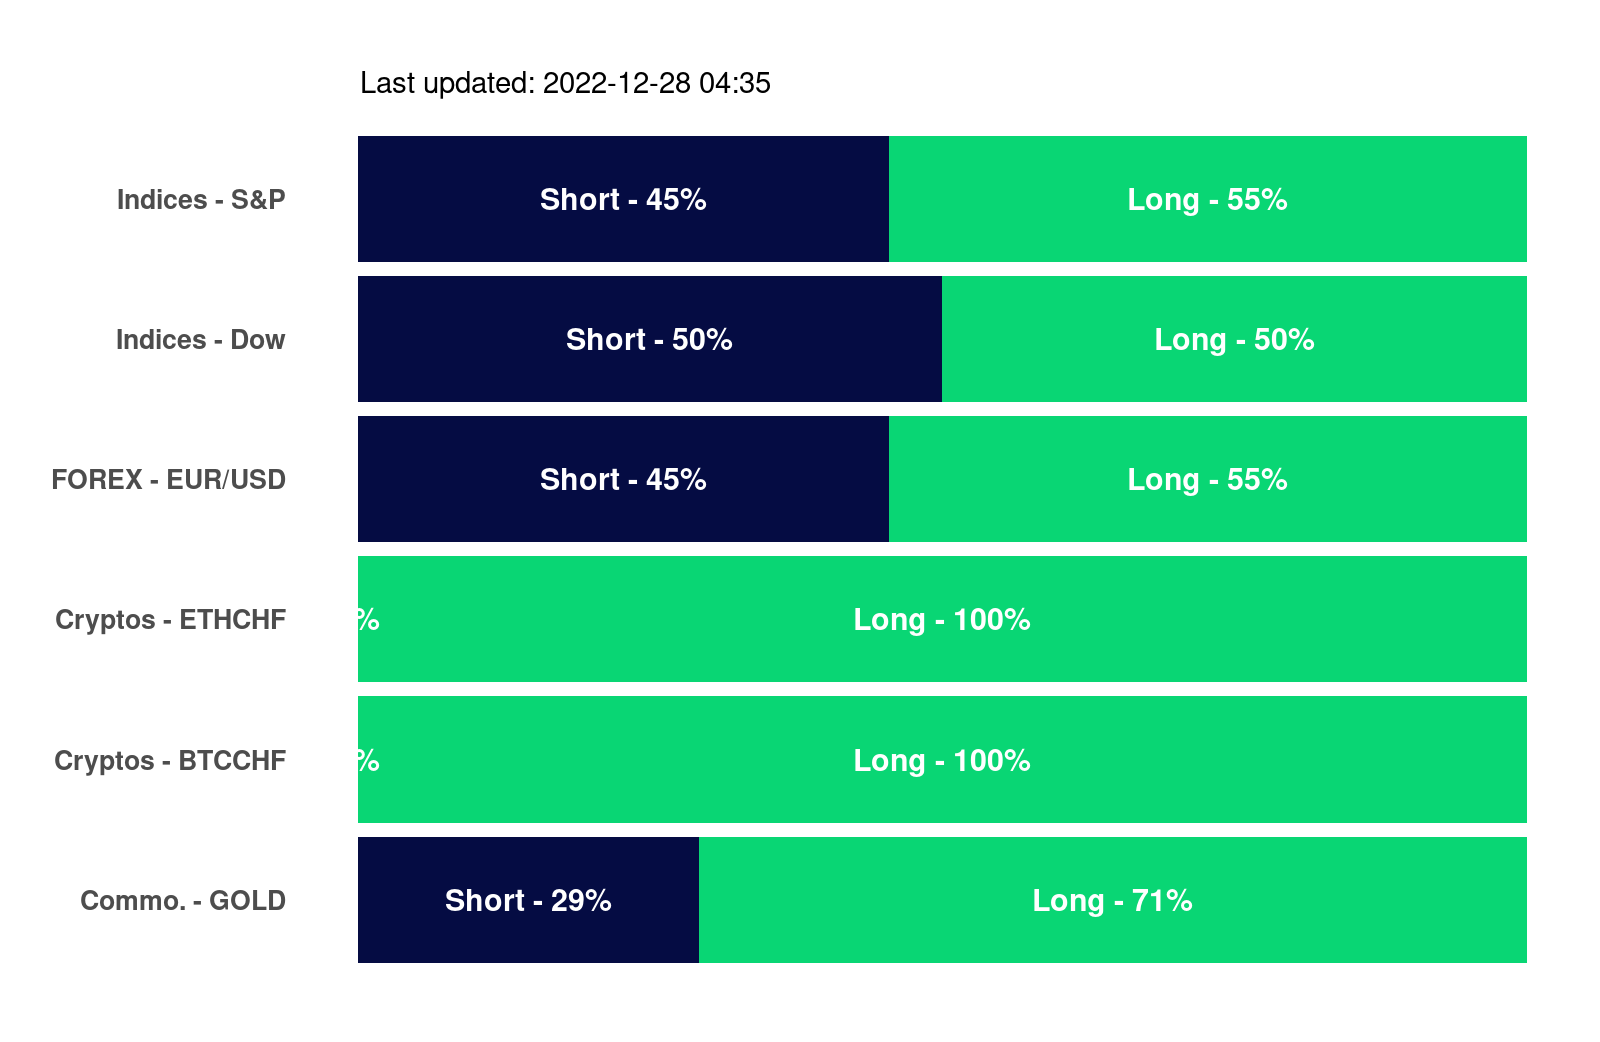 Last updated: 2022-12-28 04:35
Indices - S&P Short - 45% Long - 55%
Indices - Dow Short - 50% Long - 50%
FOREX - EUR/USD Short - 45% Long - 55%
Cryptos - ETHCHF % Long - 100%
Cryptos - BTCCHF % Long - 100%
Commo. - GOLD Short - 29% Long - 71%